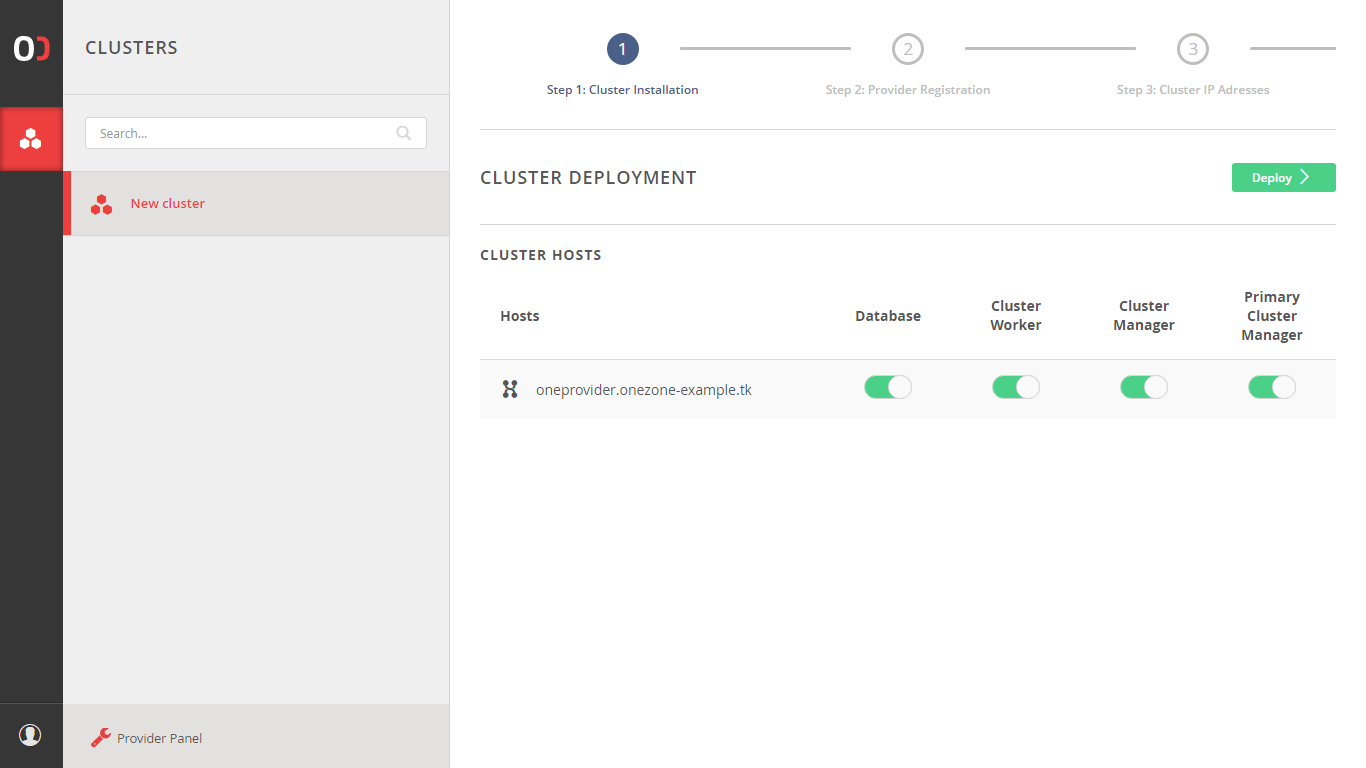 CLUSTERS
Search...
New cluster
Provider Panel
1
2
3
Step 1: Cluster Installation
Step 2: Provider Registration
Step 3: Cluster IP Adresses
CLUSTER DEPLOYMENT
Deploy
CLUSTER HOSTS
Hosts
Database
Cluster
Worker
Cluster
Manager
Primary
Cluster
Manager
oneprovider.onezone-example.tk